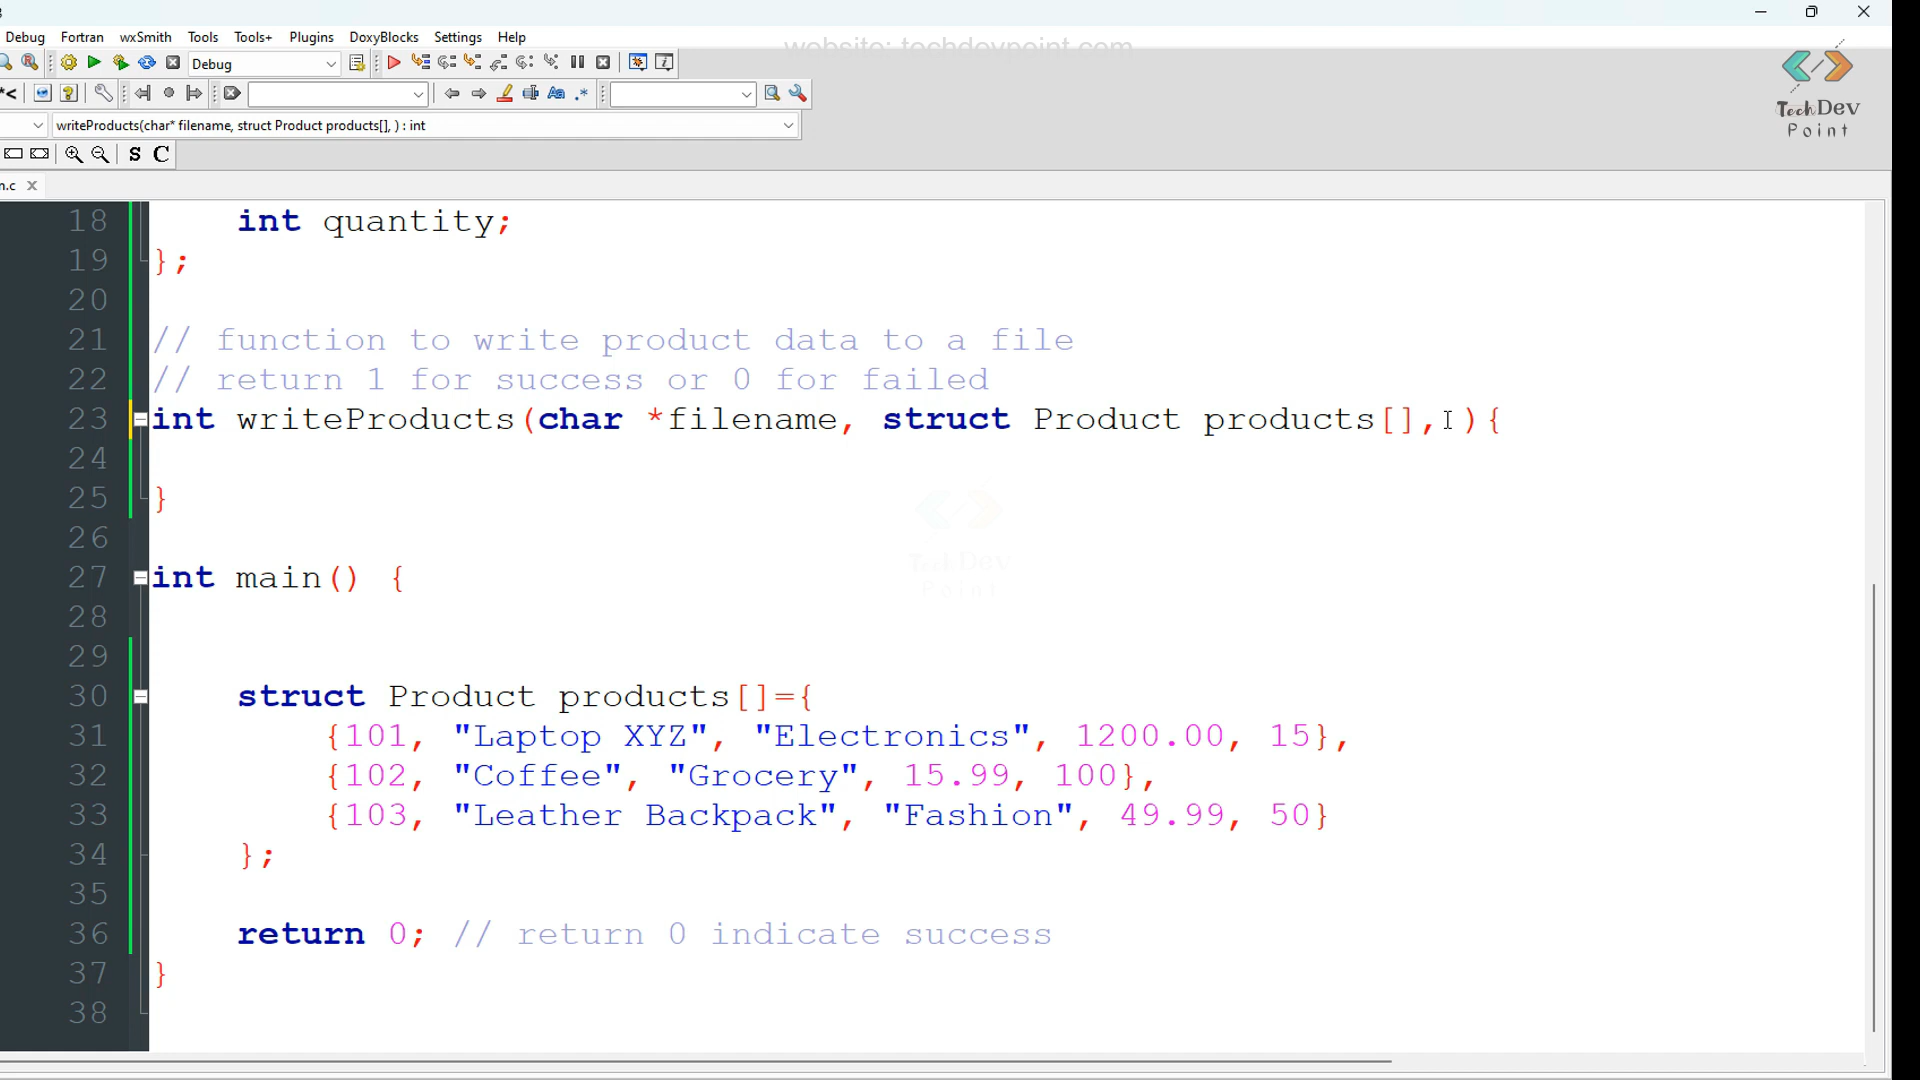 Debug Fortran wxSmith Tools Tools+ Plugins DoxyBlocks Settings Help
website: techdevpoint.com
Debug
TechDev
Point
writeProducts(char* filename, struct Product products[], ) : int
S C
n.c
18 int quantity;
19 };
20
21 // function to write product data to a file
22 // return 1 for success or 0 for failed
23 int writeProducts(char *filename, struct Product products[], ){
24
25 }
TechDev
Point
26
27 int main() {
28
29
30 struct Product products[]={
31 {101, "Laptop XYZ", "Electronics", 1200.00, 15},
32 {102, "Coffee", "Grocery", 15.99, 100},
33 {103, "Leather Backpack", "Fashion", 49.99, 50}
34 };
35
36 return 0; // return 0 indicate success
37 }
38